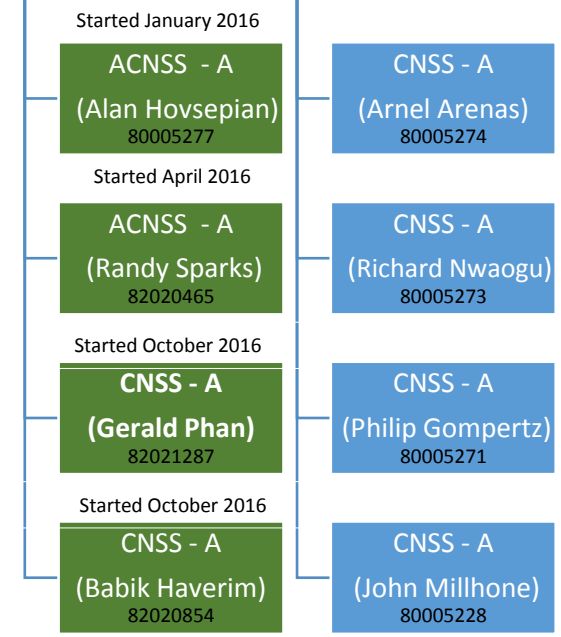 Started January 2016
ACNSS - A
(Alan Hovsepian)
80005277
CNSS - A
(Arnel Arenas)
80005274
Started April 2016
ACNSS - A
(Randy Sparks)
82020465
CNSS - A
(Richard Nwaogu)
80005273
Started October 2016
CNSS - A
(Gerald Phan)
82021287
CNSS - A
(Philip Gompertz)
80005271
Started October 2016
CNSS - A
(Babik Haverim)
82020854
CNSS - A
(John Millhone)
80005228